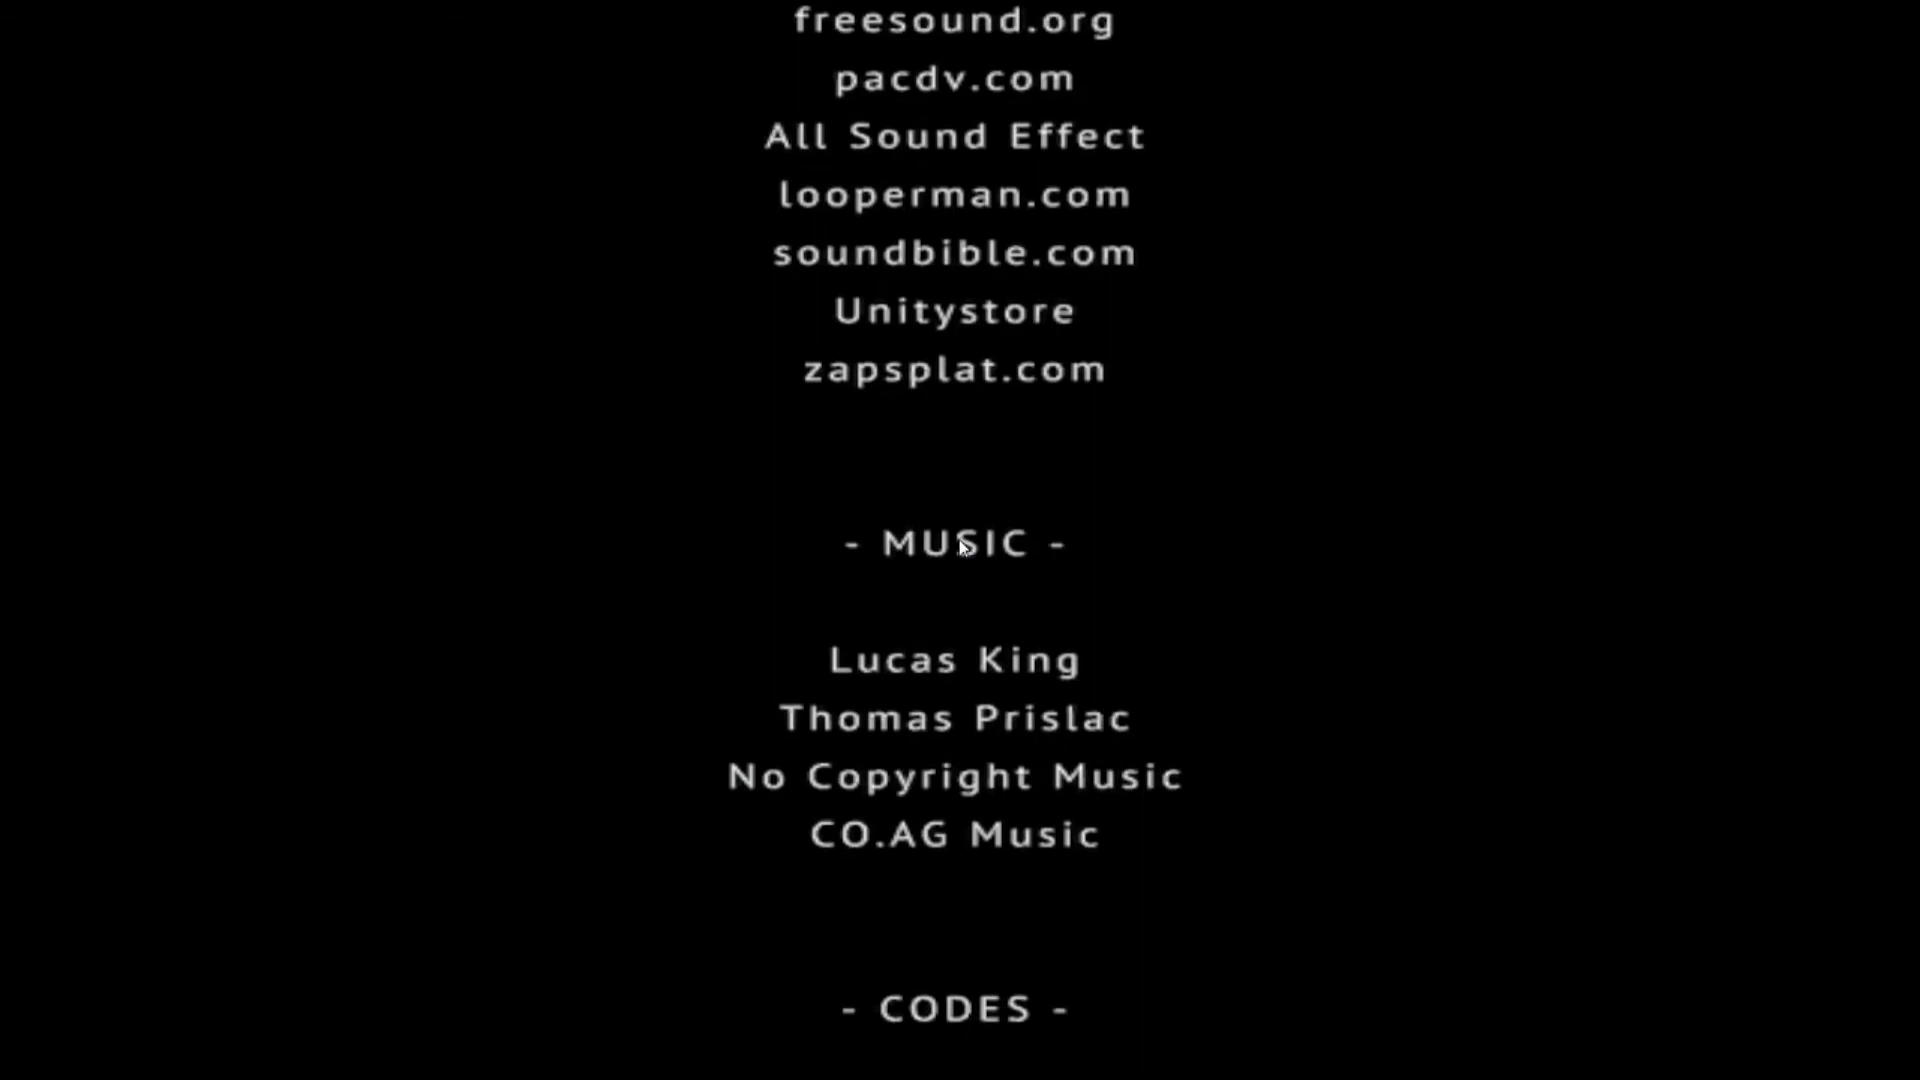 freesound.org
pacdv.com
All Sound Effect
looperman.com
soundbible.com
Unitystore
zapsplat.com
- MUSIC -
Lucas King
Thomas Prislac
No Copyright Music
CO.AG Music
- CODES -